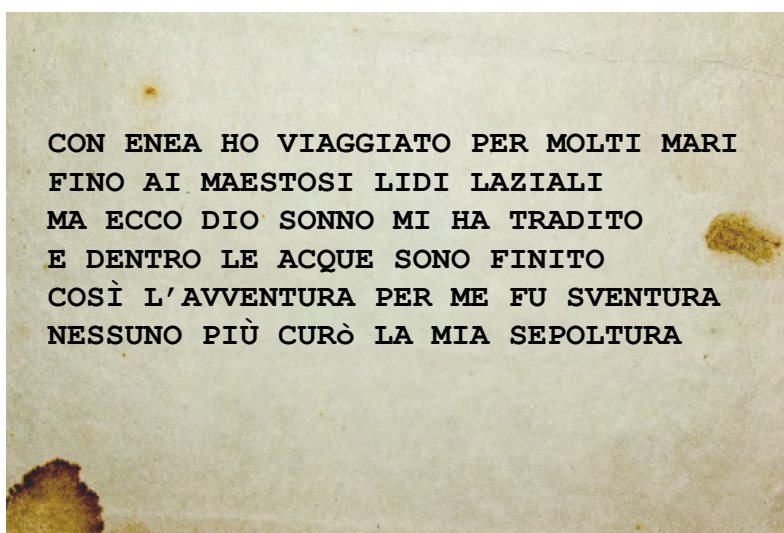 CON ENEA HO VIAGGIATO PER MOLTI MARI
FINO AI MAESTOSI LIDI LAZIALI
MA ECCO DIO SONNO MI HA TRADITO
E DENTRO LE ACQUE SONO FINITO
COSÌ L'AVVENTURA PER ME FU SVENTURA
NESSUNO PIÙ CURò LA MIA SEPOLTURA